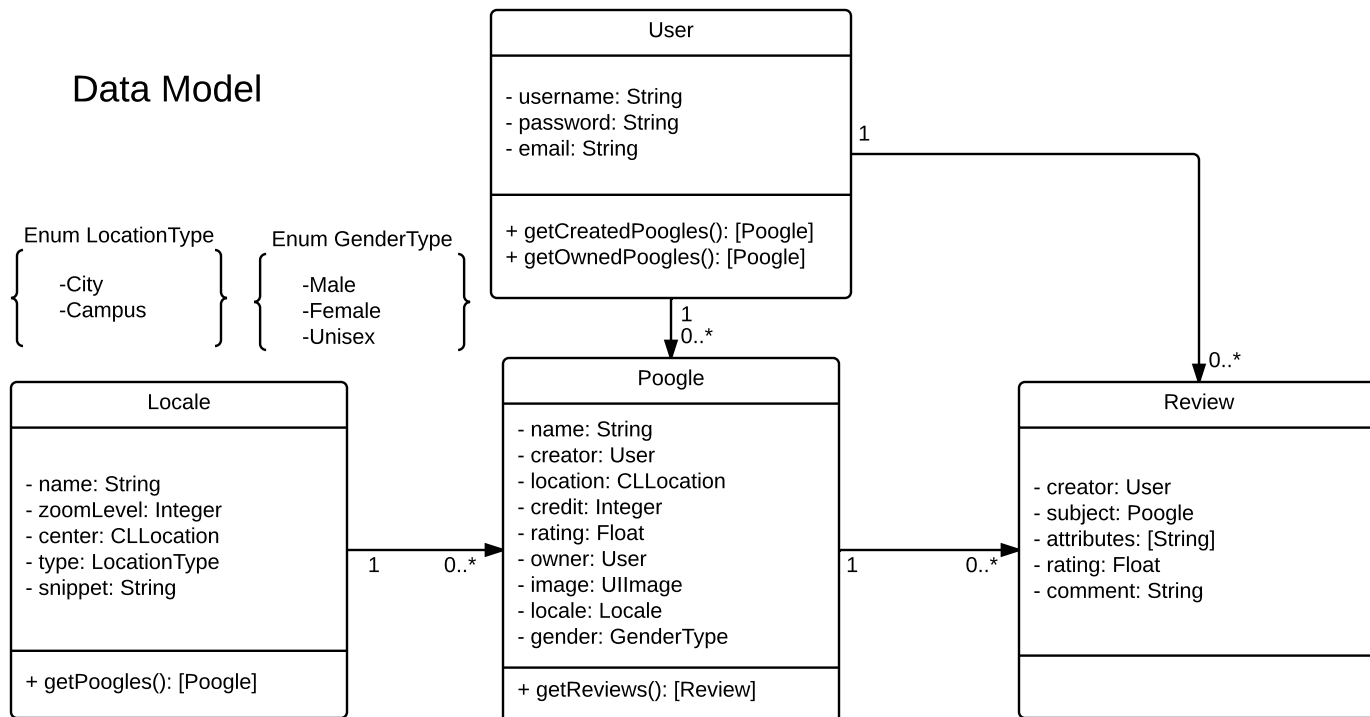 Data Model
User
- username: String
- password: String
- email: String
+ getCreatedPoogles(): [Poogle]
+ getOwnedPoogles(): [Poogle]
1
0..*
1
0..*
Enum LocationType
-City
-Campus
Enum GenderType
-Male
-Female
-Unisex
Locale
- name: String
- zoomLevel: Integer
- center: CLLocation
- type: LocationType
- snippet: String
+ getPoogles(): [Poogle]
1
0..*
Poogle
- name: String
- creator: User
- location: CLLocation
- credit: Integer
- rating: Float
- owner: User
- image: UIImage
- locale: Locale
- gender: GenderType
+ getReviews(): [Review]
1
0..*
Review
- creator: User
- subject: Poogle
- attributes: [String]
- rating: Float
- comment: String